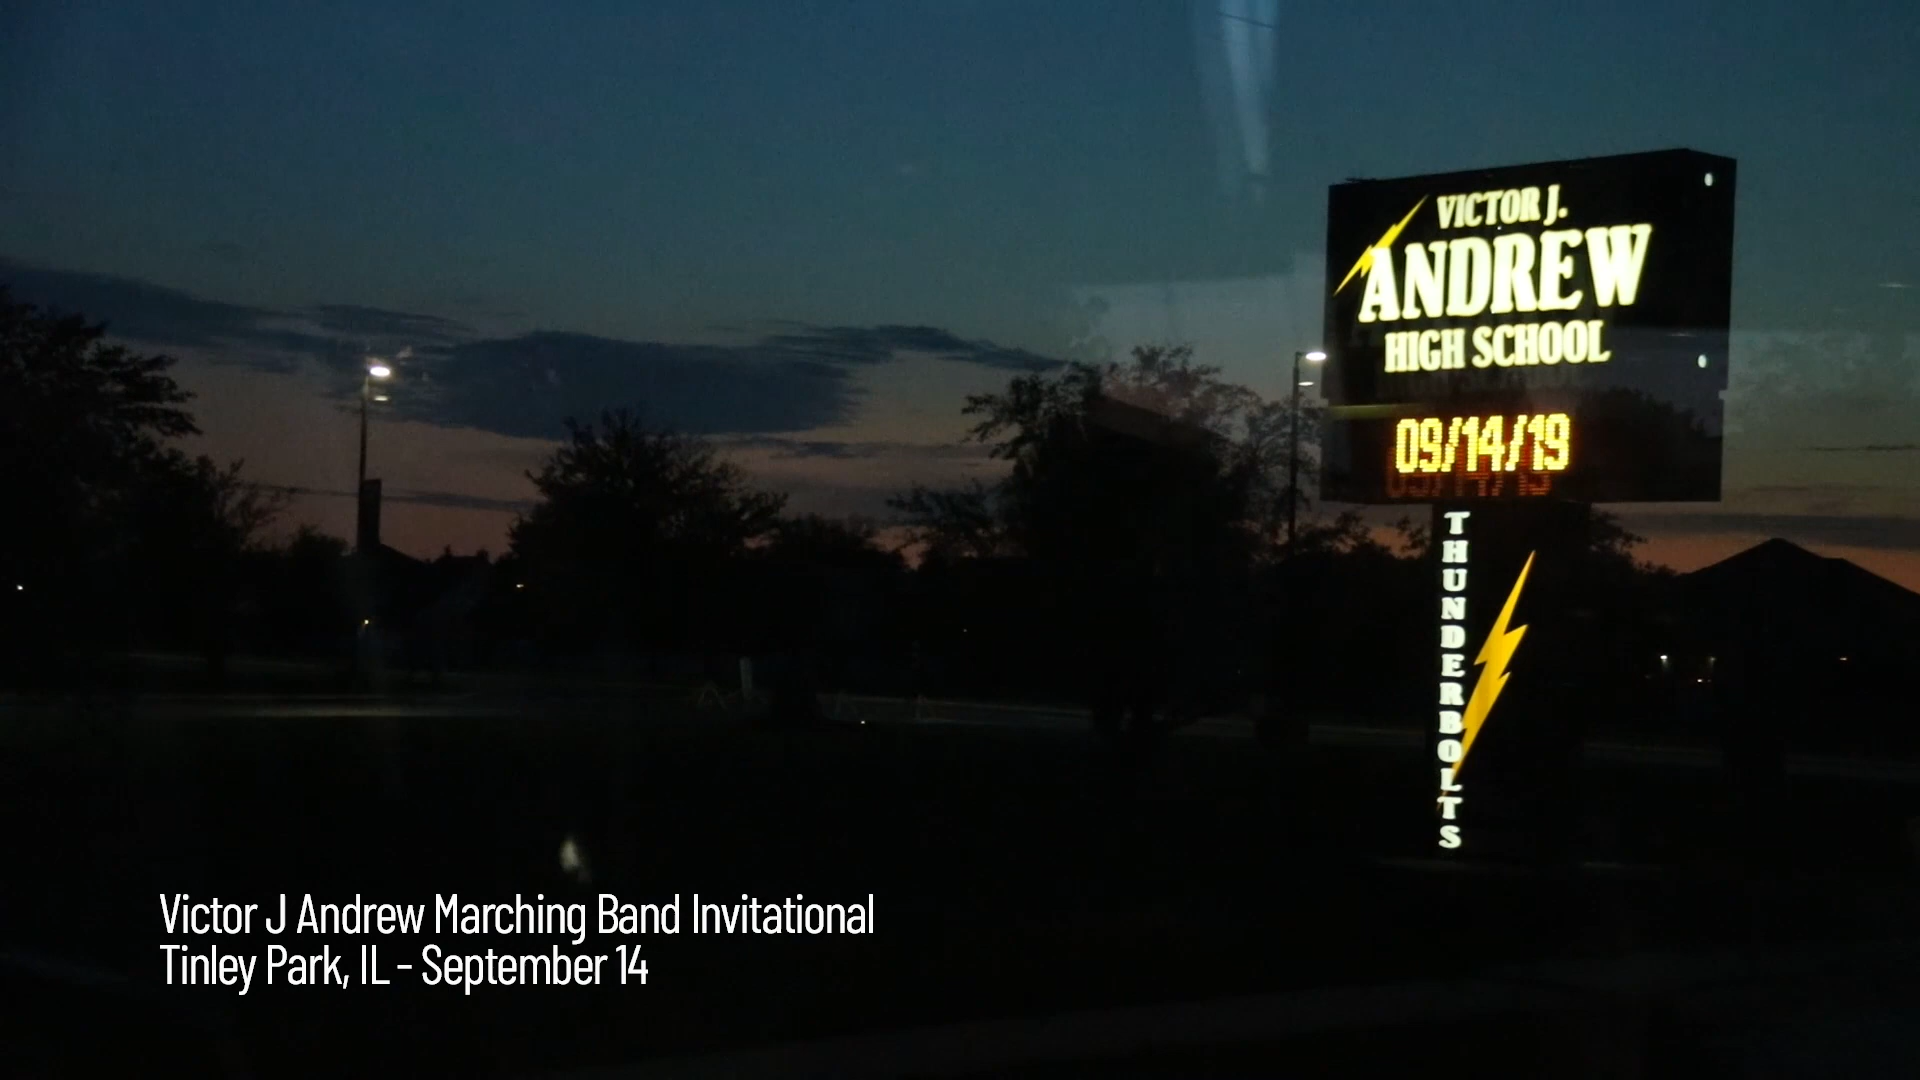 VICTOR J.
ANDREW
HIGH SCHOOL
09/14/19
THUNDERBOLTS
Victor J Andrew Marching Band Invitational
Tinley Park, IL - September 14